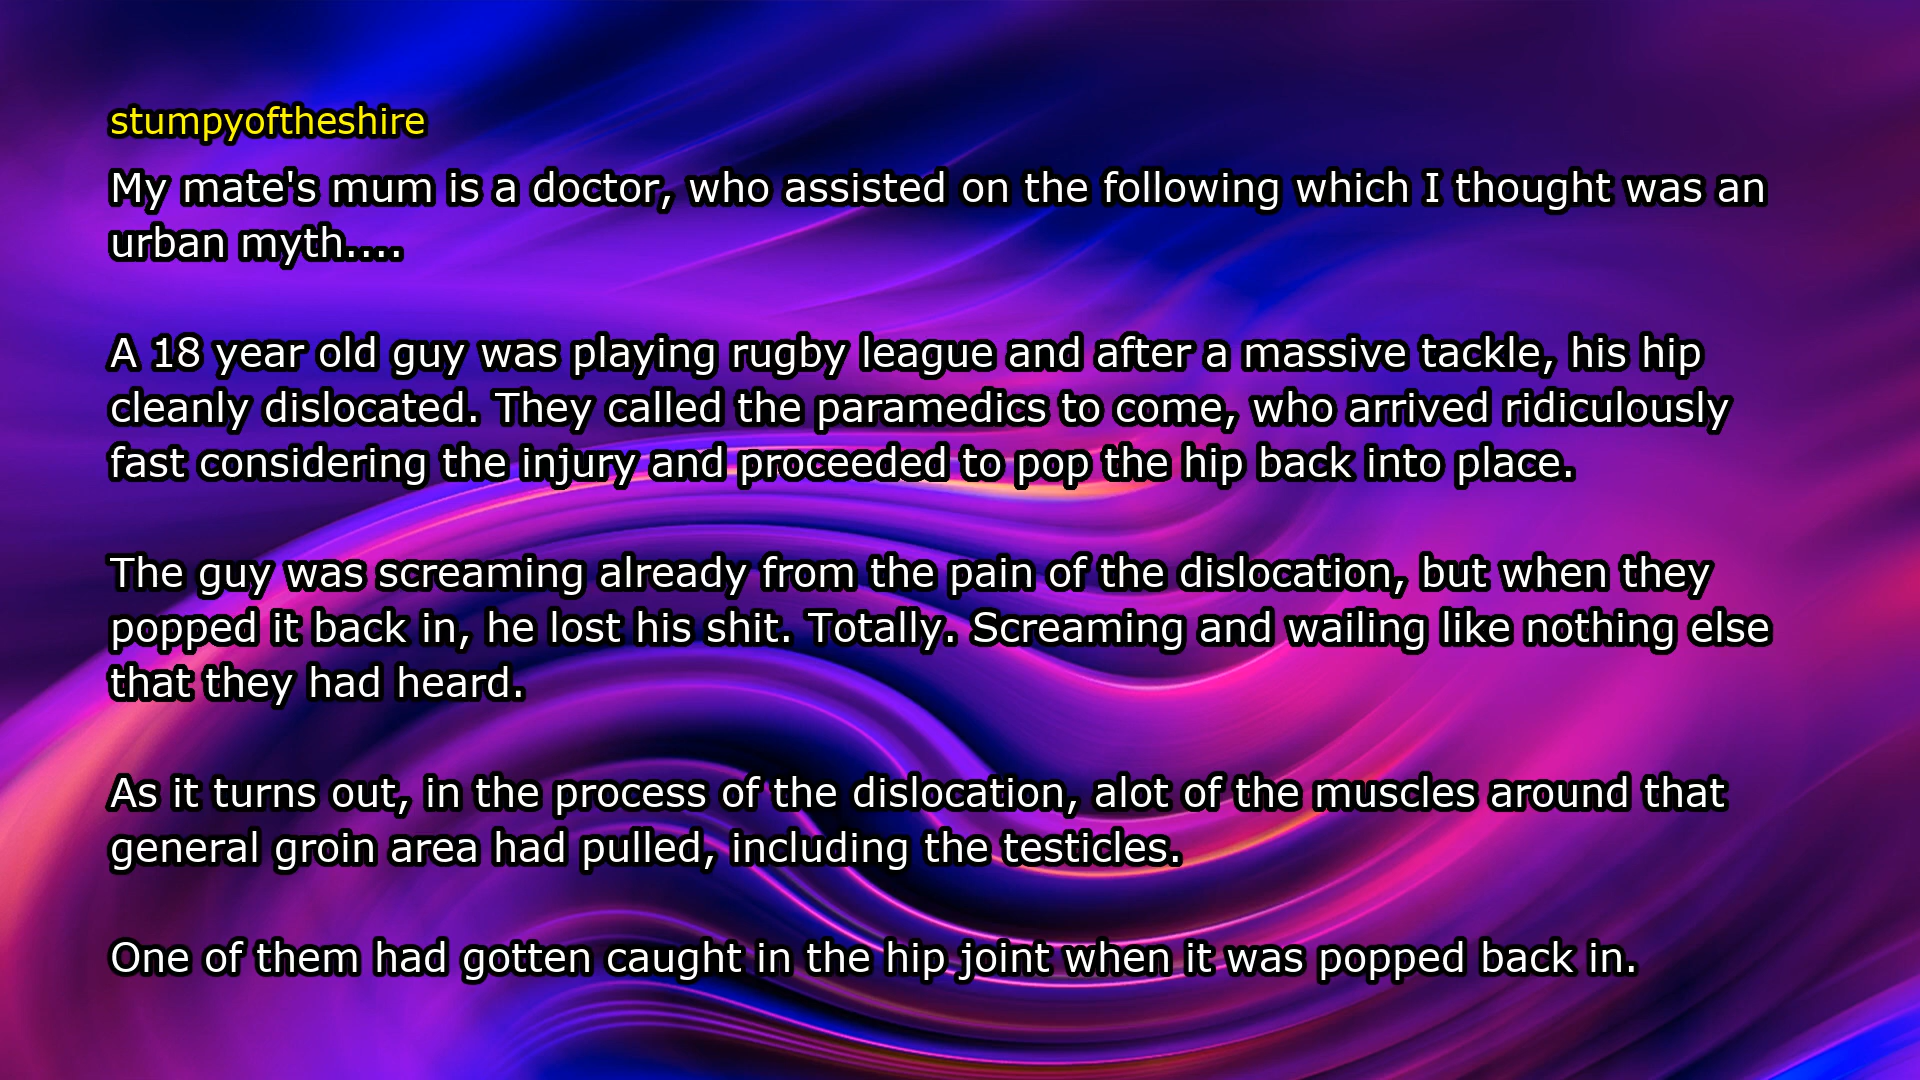 stumpyoftheshire
My mate's mum is a doctor, who assisted on the following which I thought was an
urban myth....
A 18 year old guy was playing rugby league and after a massive tackle, his hip
cleanly dislocated. They called the paramedics to come, who arrived ridiculously
fast considering the injury and proceeded to pop the hip back into place.
The guy was screaming already from the pain of the dislocation, but when they
popped it back in, he lost his shit. Totally. Screaming and wailing like nothing else
that they had heard.
As it turns out, in the process of the dislocation, alot of the muscles around that
general groin area had pulled, including the testicles.
One of them had gotten caught in the hip joint when it was popped back in.